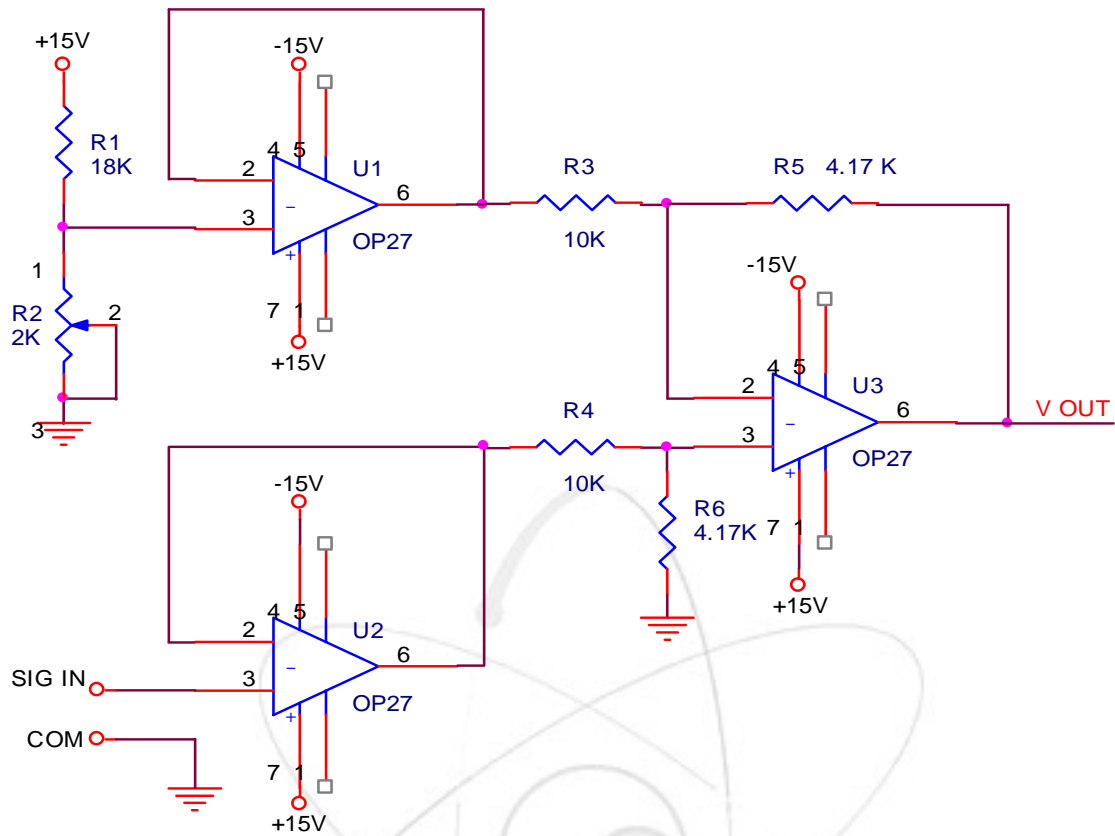 +15V
-15V
R1
18K
4 5
U1
2
-
6
3
OP27
+
7 1
+15V
1
R2
2K
2
3
R3
10K
R5 4.17 K
-15V
4 5
U3
2
-
6
V OUT
3
OP27
+
7 1
+15V
R4
10K
R6
4.17K
-15V
4 5
U2
2
-
6
SIG IN
3
OP27
+
COM
7 1
+15V